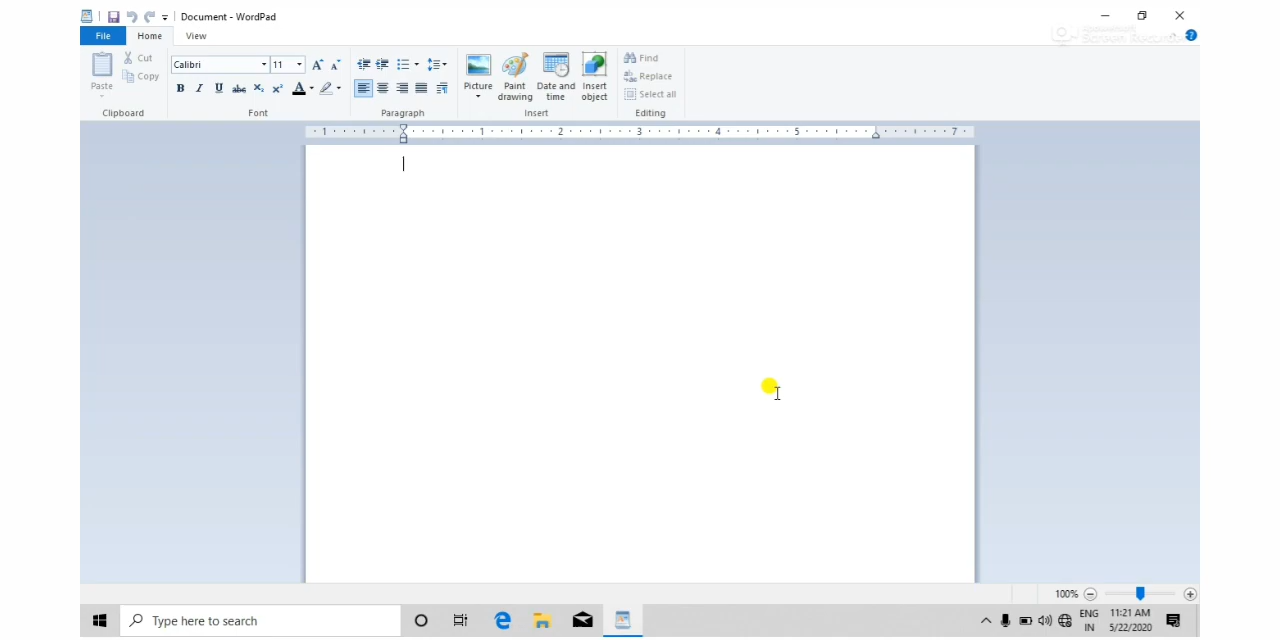 Document - WordPad
File Home View
Paste Cut Copy
Clipboard
Calibri 11
B I U abc X₂ X² A
Font
Paragraph
Picture Paint drawing Date and time Insert object
Insert
Find
Replace
Select all
Editing
1 1 2 3 4 5 7
100%
Type here to search
ENG IN
11:21 AM
5/22/2020